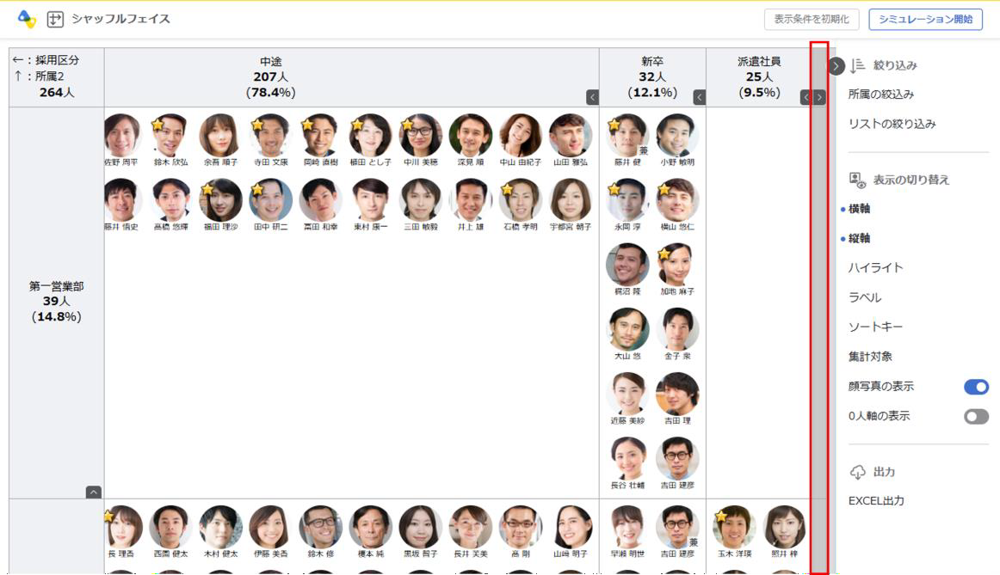 シャッフルフェイス
表示条件を初期化
シミュレーション開始
←：採用区分
↑：所属2
264人
中途
207人
(78.4%)
新卒
32人
(12.1%)
派遣社員
25人
(9.5%)
第一営業部
39人
(14.8%)
佐野 周平 鈴木 欣弘 余吾 順子 寺田 文康 岡崎 直樹 植田 とし子 中川 美穂 深見 順 中山 由紀子 山田 雅弘
兼
藤井 健 小野 敏明
藤井 悟史 高橋 悠輝 福田 理沙 田中 研二 富田 和幸 東村 康一 三田 敏毅 井上 雄 石橋 孝明 宇都宮 朝子 永岡 淳 横山 悠仁
梶沼 隆 加地 麻子
大山 悠 金子 衆
近藤 美紗 吉田 理
長谷 壮輔 吉田 建彦
兼
長 理香 西園 健太 木村 健太 伊藤 美香 鈴木 修 榎本 純 黒坂 智子 長井 芙美 高 剛 山﨑 明子 早瀬 明世 吉田 建彦 玉木 洋瑛 照井 梓
絞り込み
所属の絞込み
リストの絞り込み
表示の切り替え
横軸
縦軸
ハイライト
ラベル
ソートキー
集計対象
顔写真の表示
0人軸の表示
出力
EXCEL出力